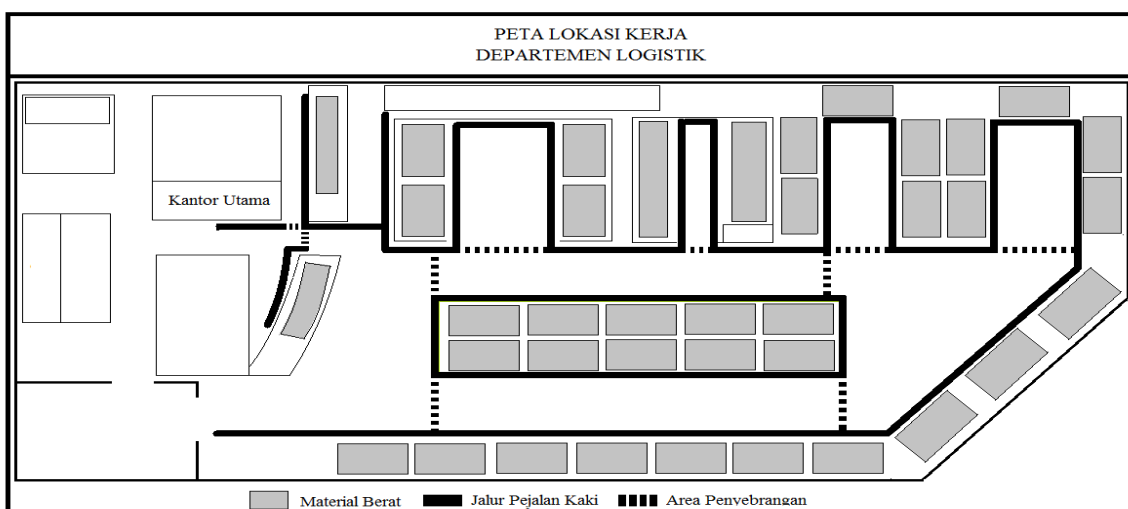 PETA LOKASI KERJA
DEPARTEMEN LOGISTIK
Kantor Utama
Material Berat
Jalur Pejalan Kaki
Area Penyebrangan